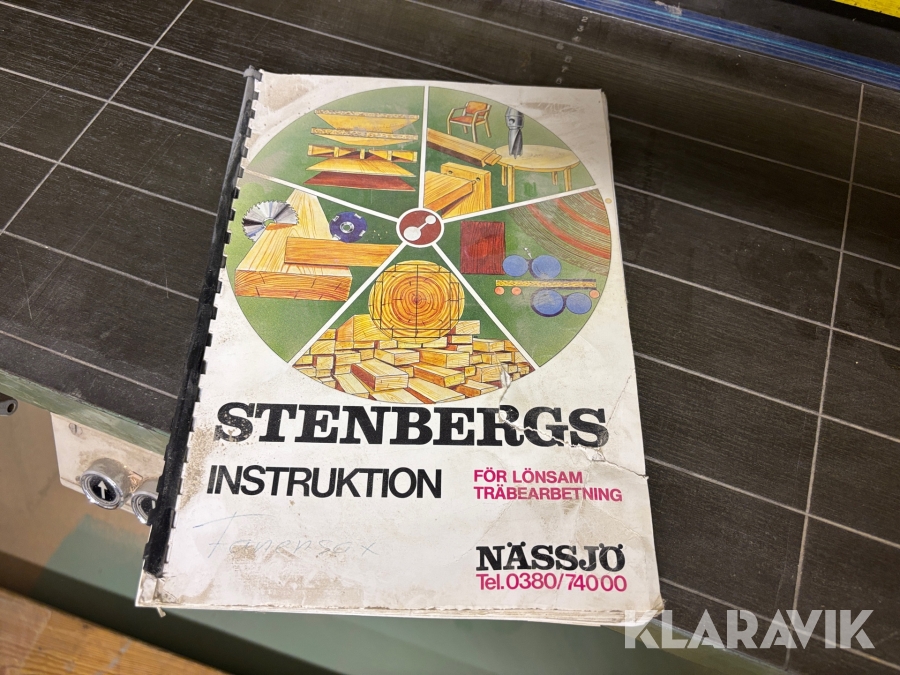 STENBERGS
INSTRUKTION
FÖR LÖNSAM
TRÄBEARBETNING
NÄSSJÖ
Tel.0380/74000
KLARAVIK